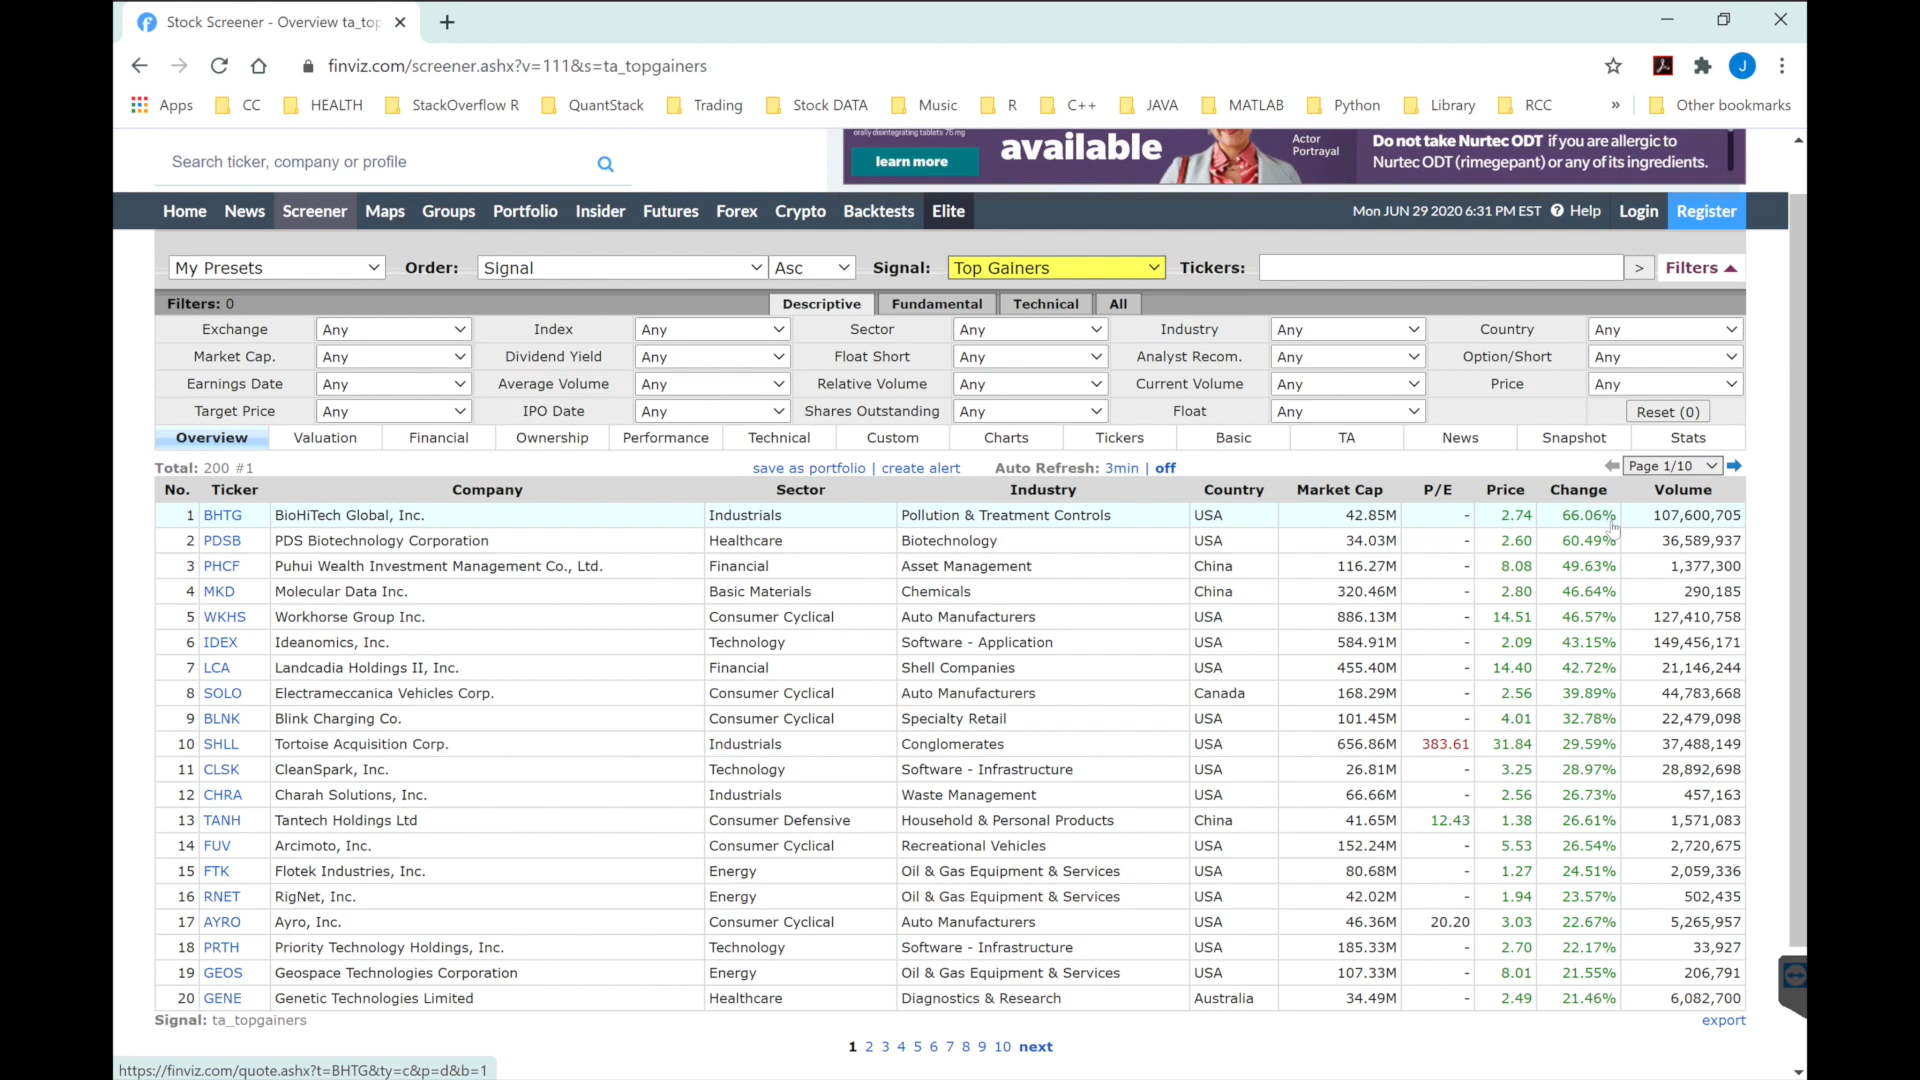 Stock Screener - Overview ta_top
finviz.com/screener.ashx?v=111&s=ta_topgainers
J
Apps CC HEALTH StackOverflow R QuantStack Trading Stock DATA Music R C++ JAVA MATLAB Python Library RCC » Other bookmarks
Search ticker, company or profile
orally disintegrating tablets 75 mg
learn more
available
Actor
Portrayal
Do not take Nurtec ODT if you are allergic to
Nurtec ODT (rimegepant) or any of its ingredients.
Home News Screener Maps Groups Portfolio Insider Futures Forex Crypto Backtests Elite Mon JUN 29 2020 6:31 PM EST Help Login Register
My Presets Order: Signal Asc Signal: Top Gainers Tickers: > Filters
Filters: 0 Descriptive Fundamental Technical All
Exchange Any Index Any Sector Any Industry Any Country Any
Market Cap. Any Dividend Yield Any Float Short Any Analyst Recom. Any Option/Short Any
Earnings Date Any Average Volume Any Relative Volume Any Current Volume Any Price Any
Target Price Any IPO Date Any Shares Outstanding Any Float Any Reset (0)
Overview Valuation Financial Ownership Performance Technical Custom Charts Tickers Basic TA News Snapshot Stats
Total: 200 #1 save as portfolio | create alert Auto Refresh: 3min | off Page 1/10
No. Ticker Company Sector Industry Country Market Cap P/E Price Change Volume
1 BHTG BioHiTech Global, Inc. Industrials Pollution & Treatment Controls USA 42.85M - 2.74 66.06% 107,600,705
2 PDSB PDS Biotechnology Corporation Healthcare Biotechnology USA 34.03M - 2.60 60.49% 36,589,937
3 PHCF Puhui Wealth Investment Management Co., Ltd. Financial Asset Management China 116.27M - 8.08 49.63% 1,377,300
4 MKD Molecular Data Inc. Basic Materials Chemicals China 320.46M - 2.80 46.64% 290,185
5 WKHS Workhorse Group Inc. Consumer Cyclical Auto Manufacturers USA 886.13M - 14.51 46.57% 127,410,758
6 IDEX Ideanomics, Inc. Technology Software - Application USA 584.91M - 2.09 43.15% 149,456,171
7 LCA Landcadia Holdings II, Inc. Financial Shell Companies USA 455.40M - 14.40 42.72% 21,146,244
8 SOLO Electrameccanica Vehicles Corp. Consumer Cyclical Auto Manufacturers Canada 168.29M - 2.56 39.89% 44,783,668
9 BLNK Blink Charging Co. Consumer Cyclical Specialty Retail USA 101.45M - 4.01 32.78% 22,479,098
10 SHLL Tortoise Acquisition Corp. Industrials Conglomerates USA 656.86M 383.61 31.84 29.59% 37,488,149
11 CLSK CleanSpark, Inc. Technology Software - Infrastructure USA 26.81M - 3.25 28.97% 28,892,698
12 CHRA Charah Solutions, Inc. Industrials Waste Management USA 66.66M - 2.56 26.73% 457,163
13 TANH Tantech Holdings Ltd Consumer Defensive Household & Personal Products China 41.65M 12.43 1.38 26.61% 1,571,083
14 FUV Arcimoto, Inc. Consumer Cyclical Recreational Vehicles USA 152.24M - 5.53 26.54% 2,720,675
15 FTK Flotek Industries, Inc. Energy Oil & Gas Equipment & Services USA 80.68M - 1.27 24.51% 2,059,336
16 RNET RigNet, Inc. Energy Oil & Gas Equipment & Services USA 42.02M - 1.94 23.57% 502,435
17 AYRO Ayro, Inc. Consumer Cyclical Auto Manufacturers USA 46.36M 20.20 3.03 22.67% 5,265,957
18 PRTH Priority Technology Holdings, Inc. Technology Software - Infrastructure USA 185.33M - 2.70 22.17% 33,927
19 GEOS Geospace Technologies Corporation Energy Oil & Gas Equipment & Services USA 107.33M - 8.01 21.55% 206,791
20 GENE Genetic Technologies Limited Healthcare Diagnostics & Research Australia 34.49M - 2.49 21.46% 6,082,700
Signal: ta_topgainers export
1 2 3 4 5 6 7 8 9 10 next
https://finviz.com/quote.ashx?t=BHTG&ty=c&p=d&b=1